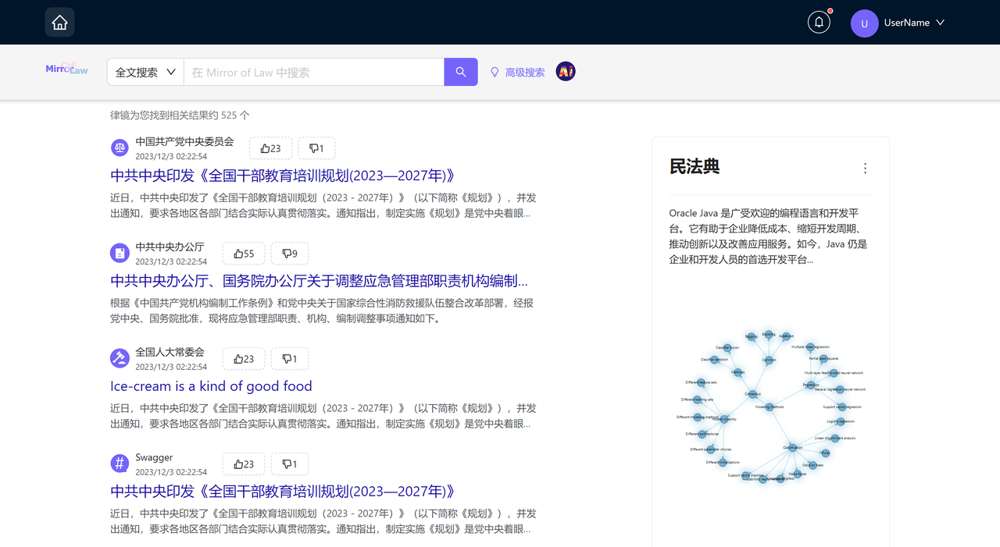 U
UserName
Mirror
Of
Law
全文搜索
在 Mirror of Law 中搜索
高级搜索
Ai
律镜为您找到相关结果约 525 个
中国共产党中央委员会
2023/12/3 02:22:54
23
1
中共中央印发《全国干部教育培训规划(2023—2027年)》
近日，中共中央印发了《全国干部教育培训规划（2023 - 2027年）》（以下简称《规划》），并发
出通知，要求各地区各部门结合实际认真贯彻落实。通知指出，制定实施《规划》是党中央着眼...
中共中央办公厅
2023/12/3 02:22:54
55
9
中共中央办公厅、国务院办公厅关于调整应急管理部职责机构编制...
根据《中国共产党机构编制工作条例》和党中央关于国家综合性消防救援队伍整合改革部署，经报
党中央、国务院批准，现将应急管理部职责、机构、编制调整事项通知如下。
全国人大常委会
2023/12/3 02:22:54
23
1
Ice-cream is a kind of good food
近日，中共中央印发了《全国干部教育培训规划（2023 - 2027年）》（以下简称《规划》），并发
出通知，要求各地区各部门结合实际认真贯彻落实。通知指出，制定实施《规划》是党中央着眼...
Swagger
2023/12/3 02:22:54
23
1
中共中央印发《全国干部教育培训规划(2023—2027年)》
近日，中共中央印发了《全国干部教育培训规划（2023 - 2027年）》（以下简称《规划》），并发
出通知，要求各地区各部门结合实际认真贯彻落实。通知指出，制定实施《规划》是党中央着眼...
民法典
Oracle Java 是广受欢迎的编程语言和开发平
台。它有助于企业降低成本、缩短开发周期、
推动创新以及改善应用服务。如今，Java 仍是
企业和开发人员的首选开发平台...
Bagging
Boosting
AdaBoost
Classifier fusion
Multiple linear regression
Classifier selection
Common
Partial least squares
Methods
Multi-layer feedforward neural network
Different feature sets
Regression
General regression neural network
Consensus
Different training sets
Modeling Methods
Support vector regression
Different modeling methods
Models diversity
Logistic regression
Different architectures
Linear discriminant analysis
Different parameter choices
Classification
Rules
Different initializations
Decision trees
Support vector machine
Naive Bayes